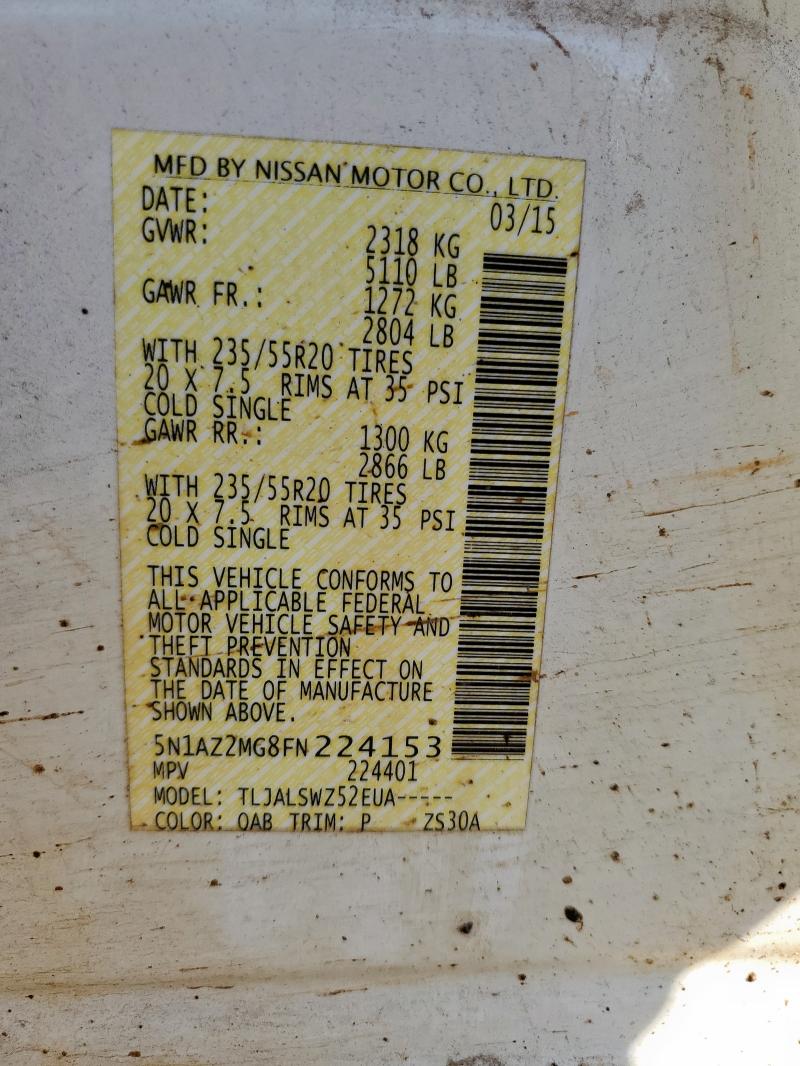 MFD BY NISSAN MOTOR CO., LTD.
DATE: 03/15
GVWR: 2318 KG
5110 LB
GAWR FR.: 1272 KG
2804 LB
WITH 235/55R20 TIRES
20 X 7.5 RIMS AT 35 PSI
COLD SINGLE
GAWR RR.: 1300 KG
2866 LB
WITH 235/55R20 TIRES
20 X 7.5 RIMS AT 35 PSI
COLD SINGLE
THIS VEHICLE CONFORMS TO
ALL APPLICABLE FEDERAL
MOTOR VEHICLE SAFETY AND
THEFT PREVENTION
STANDARDS IN EFFECT ON
THE DATE OF MANUFACTURE
SHOWN ABOVE.
5N1AZ2MG8FN224153
MPV 224401
MODEL: TLJALSWZ52EUA-----
COLOR: QAB TRIM: P ZS30A